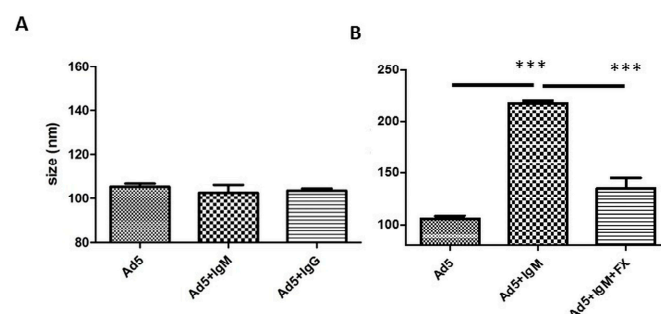 A
160
140
120
100
80
size (nm)
Ad5
Ad5+IgM
Ad5+IgG
B
*** ***
250
200
150
100
Ad5
Ad5+IgM
Ad5+IgM+FX